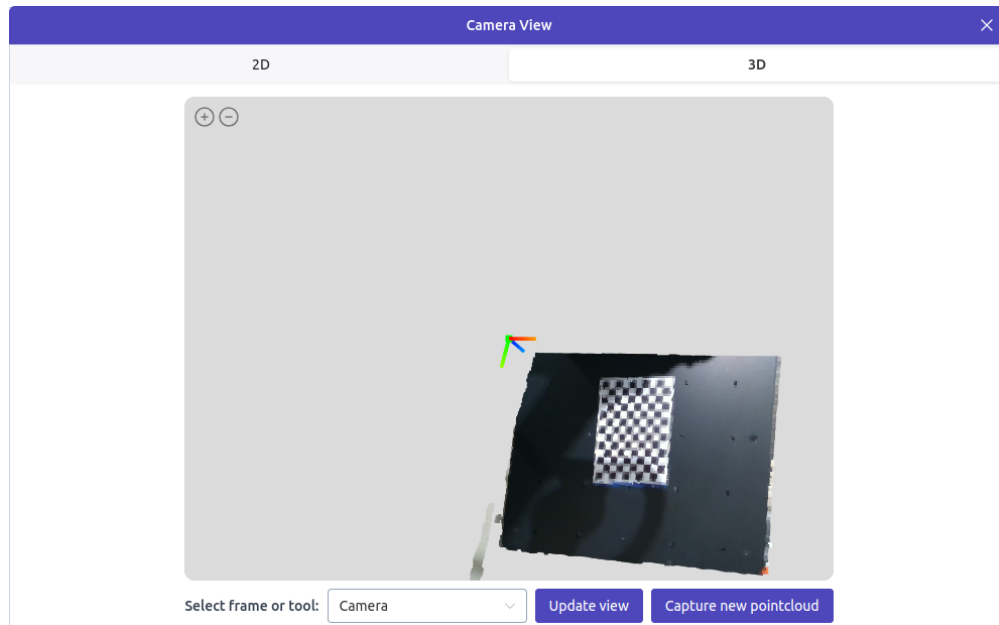 Camera View
2D
3D
Select frame or tool:
Camera
Update view
Capture new pointcloud